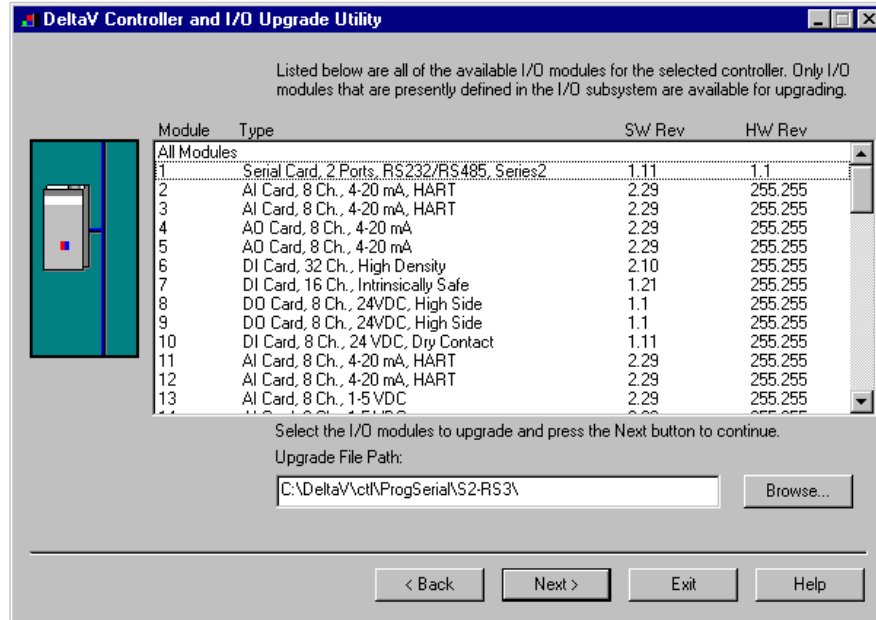 DeltaV Controller and I/O Upgrade Utility
Listed below are all of the available I/O modules for the selected controller. Only I/O
modules that are presently defined in the I/O subsystem are available for upgrading.
Module Type SW Rev HW Rev
All Modules
1 Serial Card, 2 Ports, RS232/RS485, Series2 1.11 1.1
2 AI Card, 8 Ch., 4-20 mA, HART 2.29 255.255
3 AI Card, 8 Ch., 4-20 mA, HART 2.29 255.255
4 AO Card, 8 Ch., 4-20 mA 2.29 255.255
5 AO Card, 8 Ch., 4-20 mA 2.29 255.255
6 DI Card, 32 Ch., High Density 2.10 255.255
7 DI Card, 16 Ch., Intrinsically Safe 1.21 255.255
8 DO Card, 8 Ch., 24VDC, High Side 1.1 255.255
9 DO Card, 8 Ch., 24VDC, High Side 1.1 255.255
10 DI Card, 8 Ch., 24 VDC, Dry Contact 1.11 255.255
11 AI Card, 8 Ch., 4-20 mA, HART 2.29 255.255
12 AI Card, 8 Ch., 4-20 mA, HART 2.29 255.255
13 AI Card, 8 Ch., 1-5 VDC 2.29 255.255
Select the I/O modules to upgrade and press the Next button to continue.
Upgrade File Path:
C:\DeltaV\ctl\ProgSerial\S2-RS3\
Browse...
< Back
Next >
Exit
Help